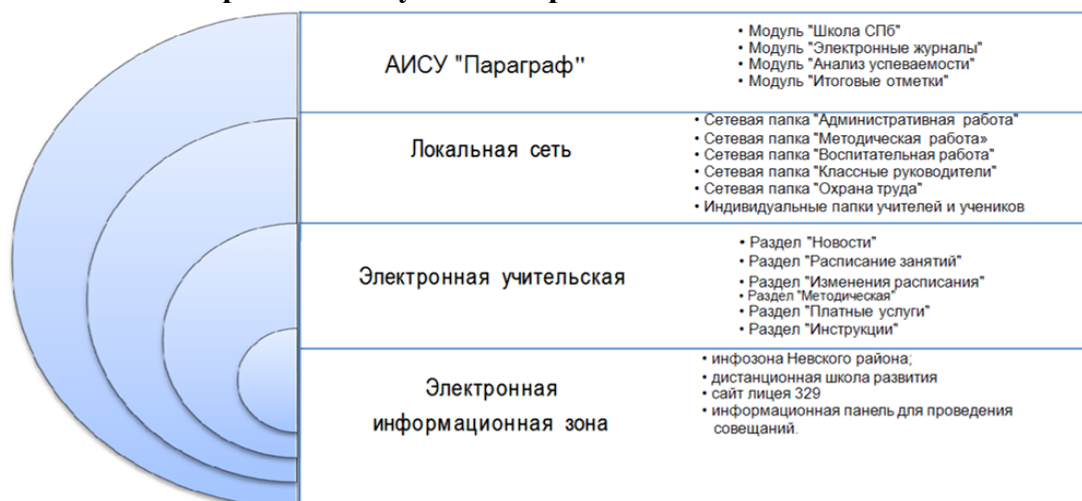 АИСУ "Параграф"
• Модуль "Школа СПб"
• Модуль "Электронные журналы"
• Модуль "Анализ успеваемости"
• Модуль "Итоговые отметки"
Локальная сеть
• Сетевая папка "Административная работа"
• Сетевая папка "Методическая работа»
• Сетевая папка "Воспитательная работа"
• Сетевая папка "Классные руководители"
• Сетевая папка "Охрана труда"
• Индивидуальные папки учителей и учеников
Электронная учительская
• Раздел "Новости"
• Раздел "Расписание занятий"
• Раздел "Изменения расписания"
• Раздел "Методическая"
• Раздел "Платные услуги"
• Раздел "Инструкции"
Электронная
информационная зона
• инфозона Невского района;
• дистанционная школа развития
• сайт лицея 329
• информационная панель для проведения
совещаний.